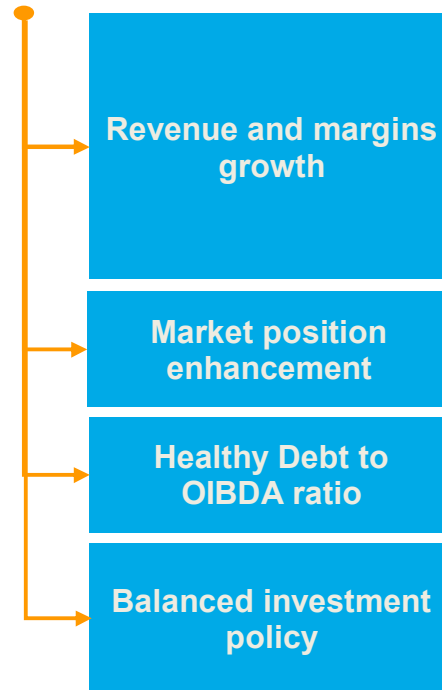 Revenue and margins
growth
Market position
enhancement
Healthy Debt to
OIBDA ratio
Balanced investment
policy